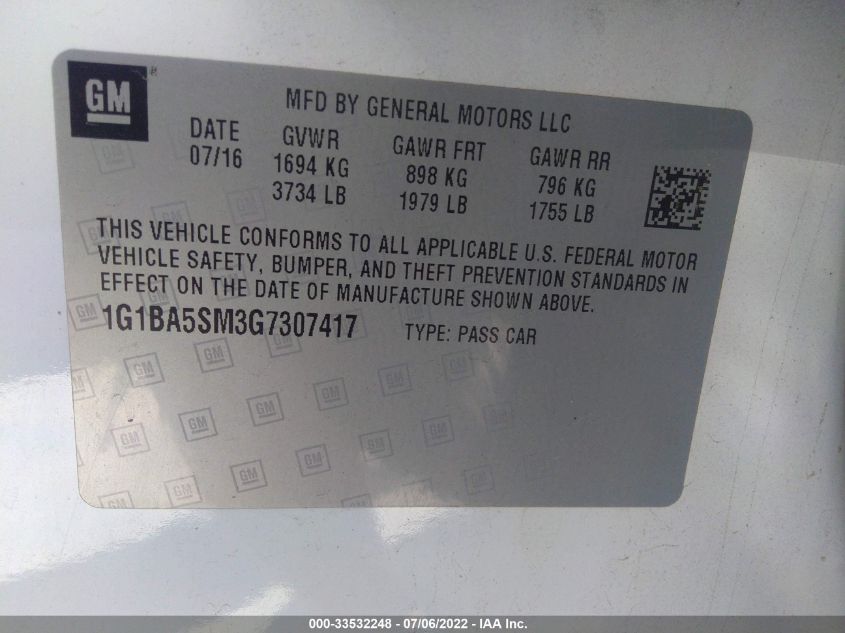 GM
MFD BY GENERAL MOTORS LLC
DATE GVWR GAWR FRT GAWR RR
07/16 1694 KG 898 KG 796 KG
3734 LB 1979 LB 1755 LB
THIS VEHICLE CONFORMS TO ALL APPLICABLE U.S. FEDERAL MOTOR
VEHICLE SAFETY, BUMPER, AND THEFT PREVENTION STANDARDS IN
EFFECT ON THE DATE OF MANUFACTURE SHOWN ABOVE.
1G1BA5SM3G7307417 TYPE: PASS CAR
000-33532248 - 07/06/2022 - IAA Inc.